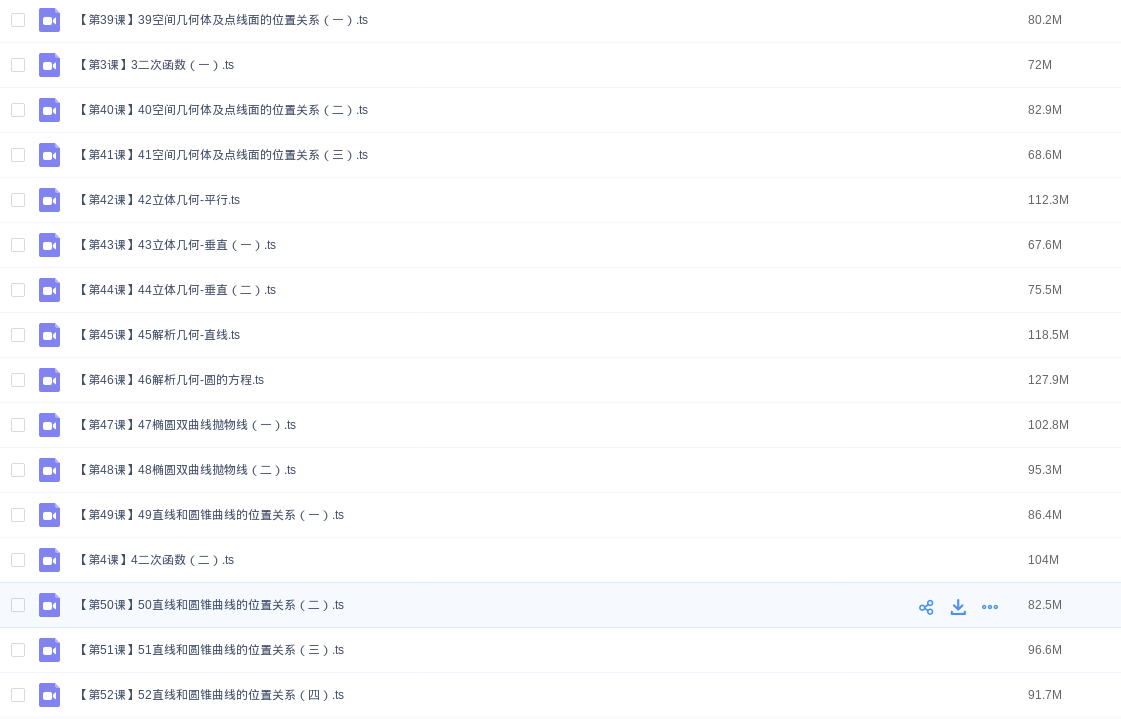 【第39课】39空间几何体及点线面的位置关系（一）.ts 80.2M
【第3课】3二次函数（一）.ts 72M
【第40课】40空间几何体及点线面的位置关系（二）.ts 82.9M
【第41课】41空间几何体及点线面的位置关系（三）.ts 68.6M
【第42课】42立体几何-平行.ts 112.3M
【第43课】43立体几何-垂直（一）.ts 67.6M
【第44课】44立体几何-垂直（二）.ts 75.5M
【第45课】45解析几何-直线.ts 118.5M
【第46课】46解析几何-圆的方程.ts 127.9M
【第47课】47椭圆双曲线抛物线（一）.ts 102.8M
【第48课】48椭圆双曲线抛物线（二）.ts 95.3M
【第49课】49直线和圆锥曲线的位置关系（一）.ts 86.4M
【第4课】4二次函数（二）.ts 104M
【第50课】50直线和圆锥曲线的位置关系（二）.ts 82.5M
【第51课】51直线和圆锥曲线的位置关系（三）.ts 96.6M
【第52课】52直线和圆锥曲线的位置关系（四）.ts 91.7M